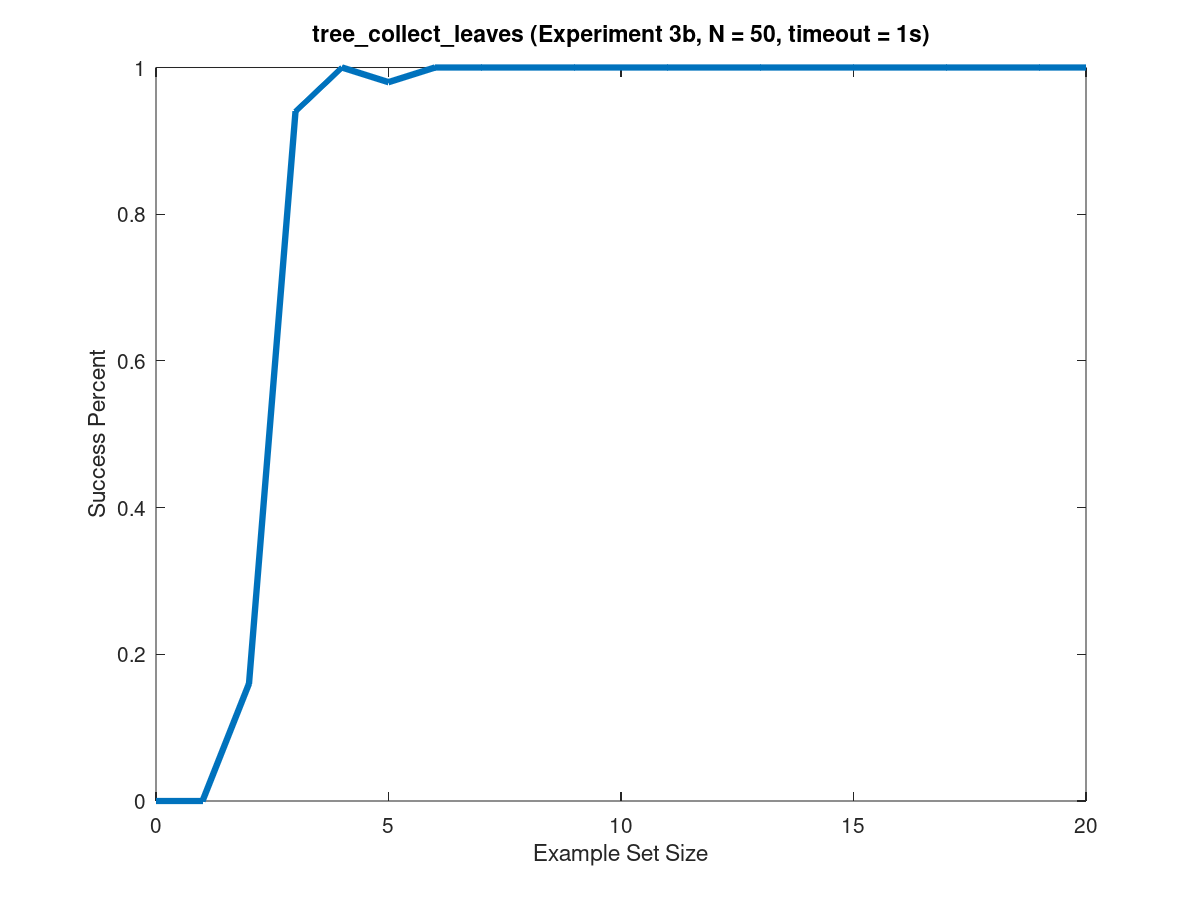 tree_collect_leaves (Experiment 3b, N = 50, timeout = 1s)
1
0.8
0.6
0.4
0.2
0
Success Percent
0 5 10 15 20
Example Set Size